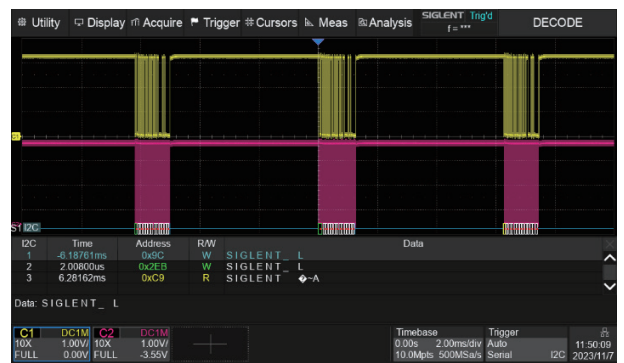 Utility Display Acquire Trigger Cursors Meas Analysis SIGLENT Trig'd DECODE
f = ***
C1
S1 I2C
I2C Time Address R/W Data
1 -6.18761ms 0x9C W SIGLENT_ L
2 2.00800us 0x2EB W SIGLENT_ L
3 6.28162ms 0xC9 R SIGLENT �~A
Data: SIGLENT_ L
C1 DC1M C2 DC1M Timebase Trigger
10X 1.00V/ 10X 1.00V/ 0.00s 2.00ms/div Auto 11:50:09
FULL 0.00V FULL -3.55V 10.0Mpts 500MSa/s Serial I2C 2023/11/7